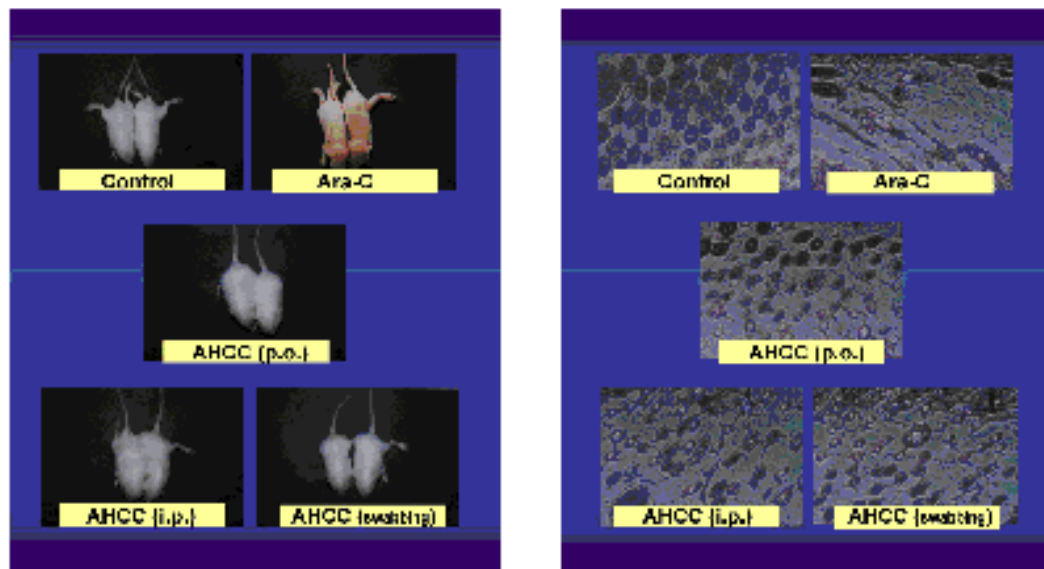 Control
Ara-C
AHCC (p.o.)
AHCC (i.p.)
AHCC (swabbing)
Control
Ara-C
AHCC (p.o.)
AHCC (i.p.)
AHCC (swabbing)